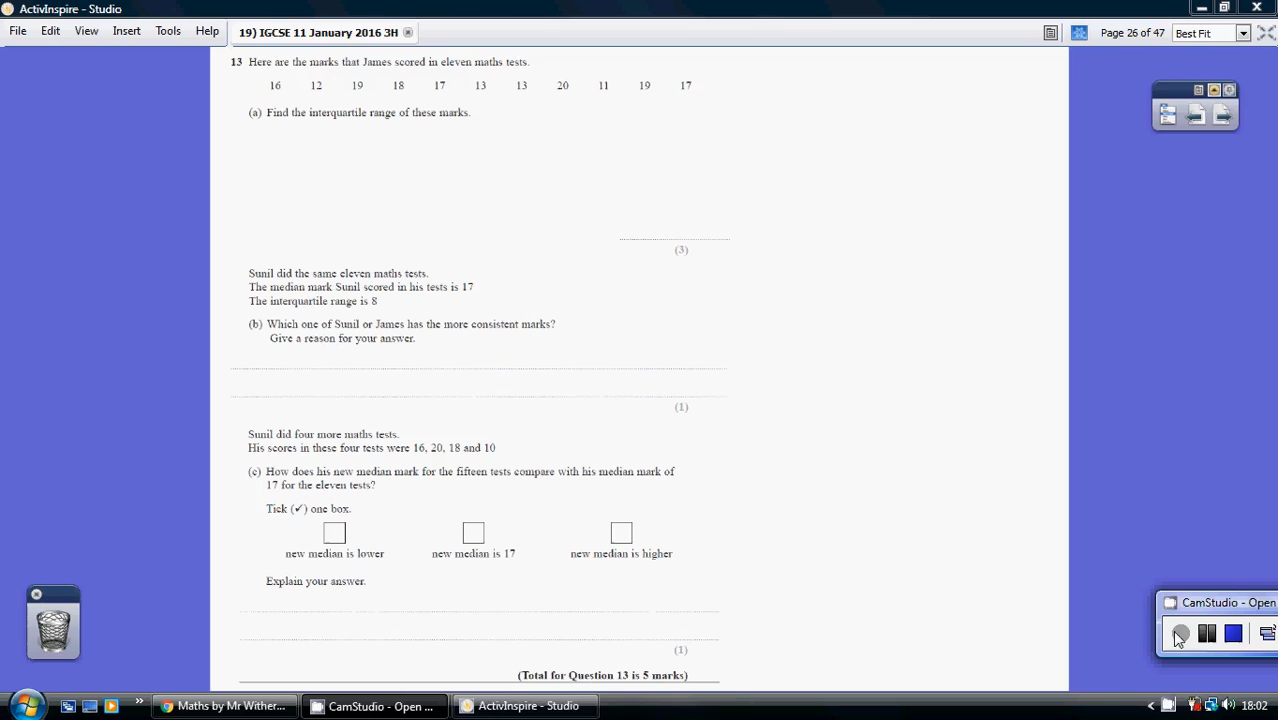 ActivInspire - Studio
File Edit View Insert Tools Help
19) IGCSE 11 January 2016 3H
Page 26 of 47
Best Fit
13 Here are the marks that James scored in eleven maths tests.
16 12 19 18 17 13 13 20 11 19 17
(a) Find the interquartile range of these marks.
(3)
Sunil did the same eleven maths tests.
The median mark Sunil scored in his tests is 17
The interquartile range is 8
(b) Which one of Sunil or James has the more consistent marks?
Give a reason for your answer.
(1)
Sunil did four more maths tests.
His scores in these four tests were 16, 20, 18 and 10
(c) How does his new median mark for the fifteen tests compare with his median mark of
17 for the eleven tests?
Tick (✓) one box.
new median is lower new median is 17 new median is higher
Explain your answer.
(1)
(Total for Question 13 is 5 marks)
CamStudio - Open
» Maths by Mr Wither... CamStudio - Open ... ActivInspire - Studio < 18:02